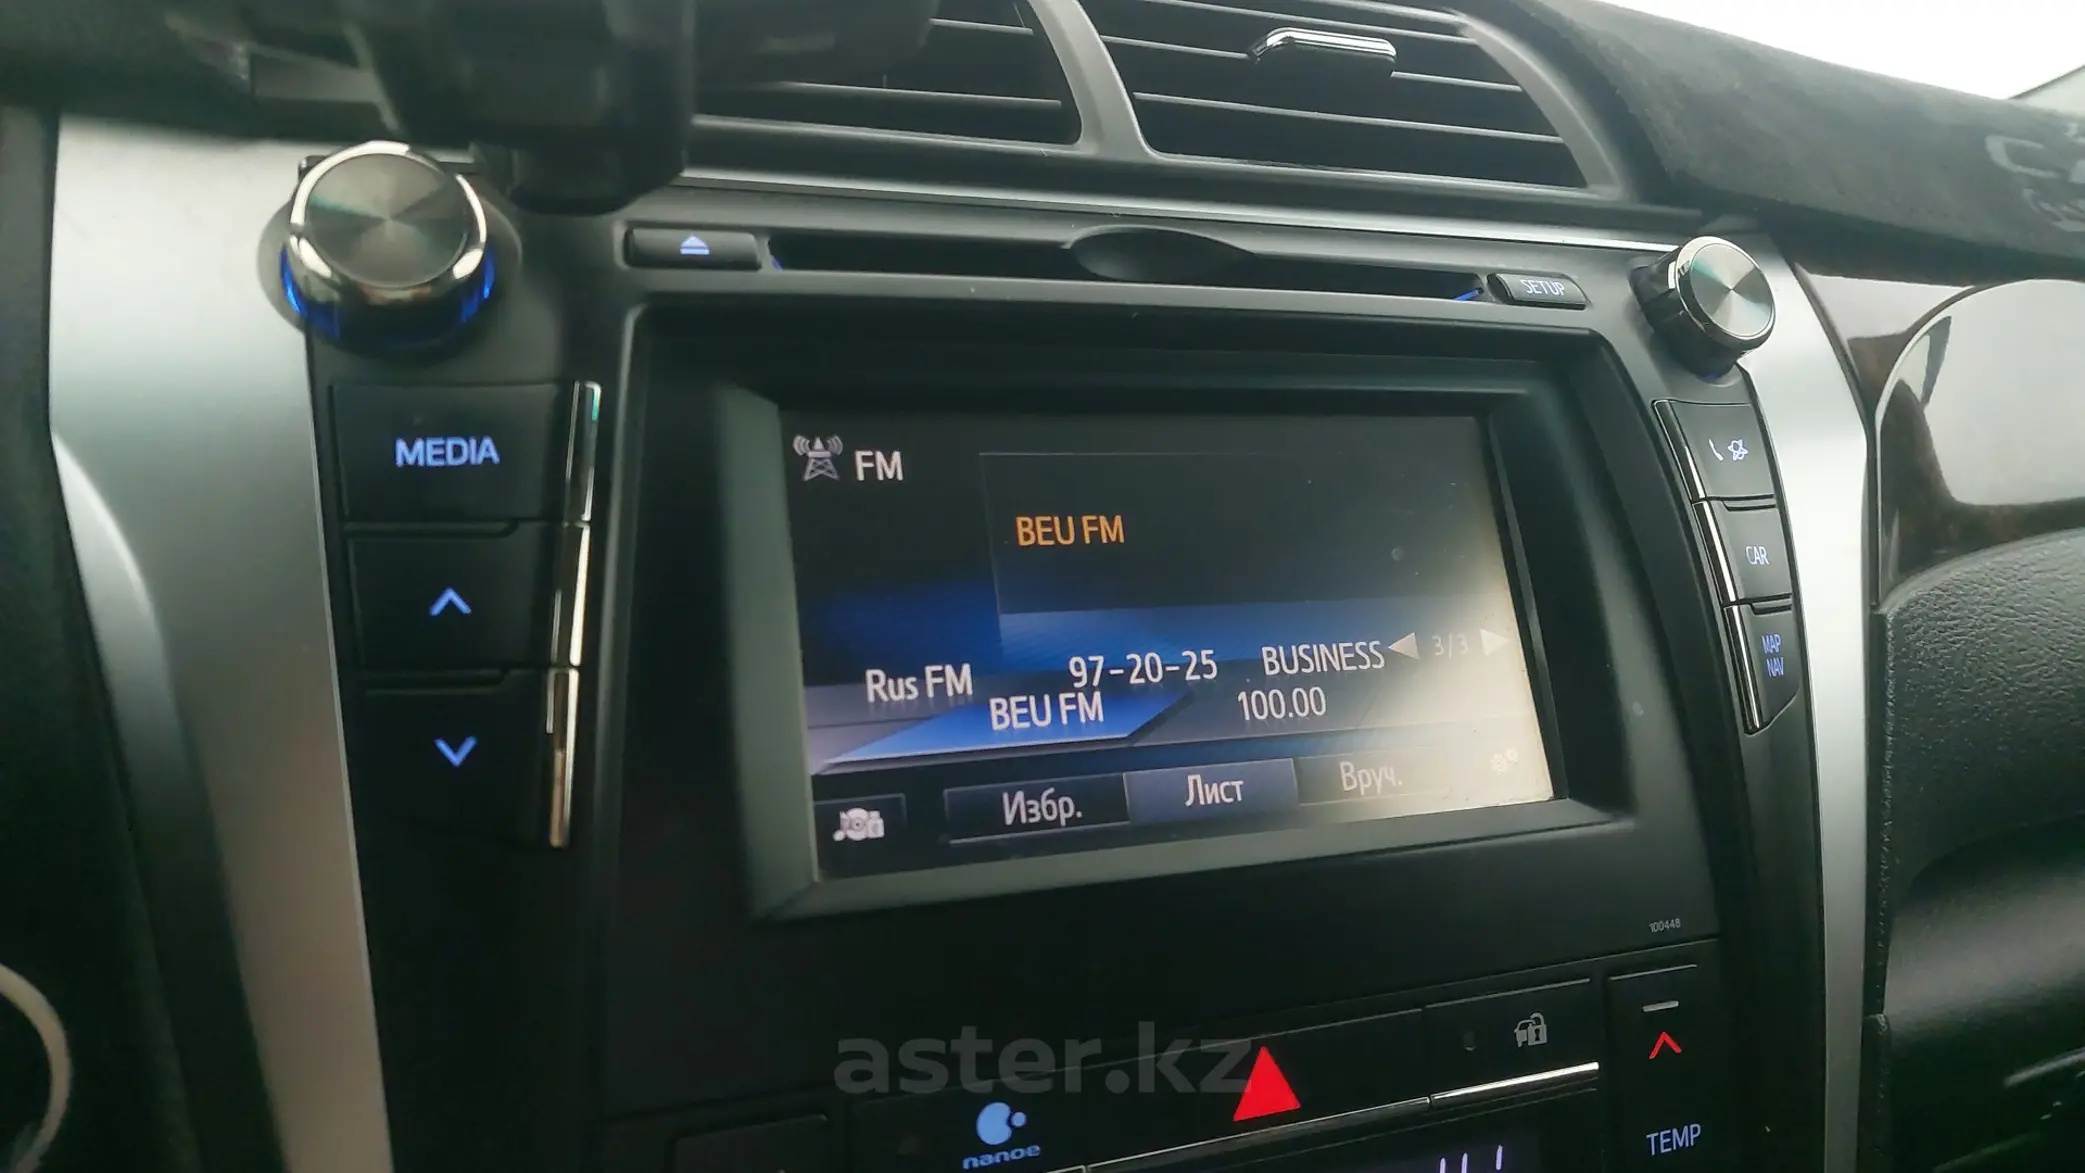 SETUP
MEDIA
FM
BEU FM
CAR
MAP
NAV
Rus FM
97-20-25
BUSINESS
3/3
BEU FM
100.00
Избр.
Лист
Вруч.
100448
aster.kz
nanoe
TEMP